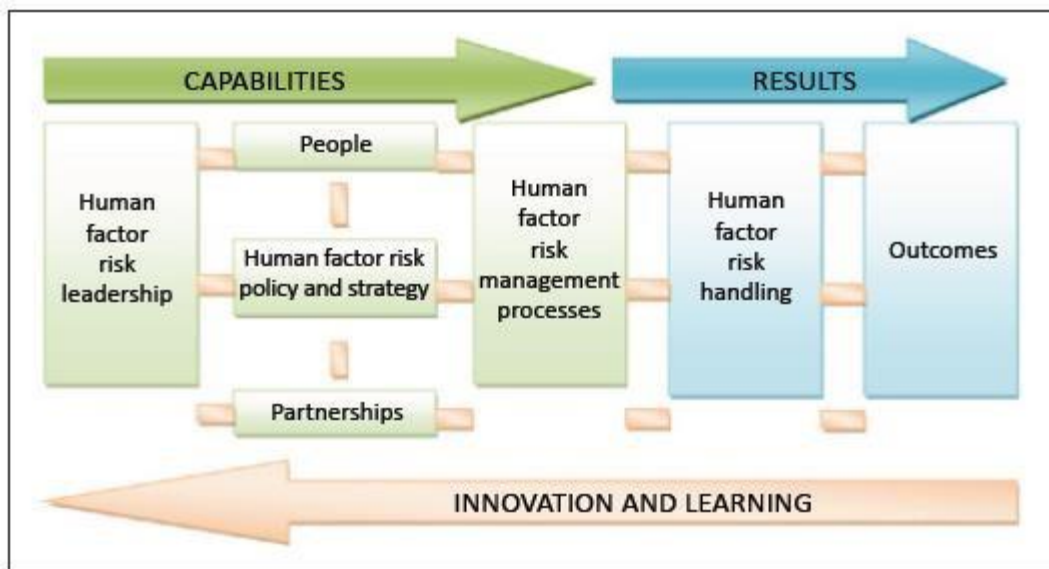 CAPABILITIES
RESULTS
Human
factor
risk
leadership
People
Human factor risk
policy and strategy
Partnerships
Human
factor
risk
management
processes
Human
factor
risk
handling
Outcomes
INNOVATION AND LEARNING